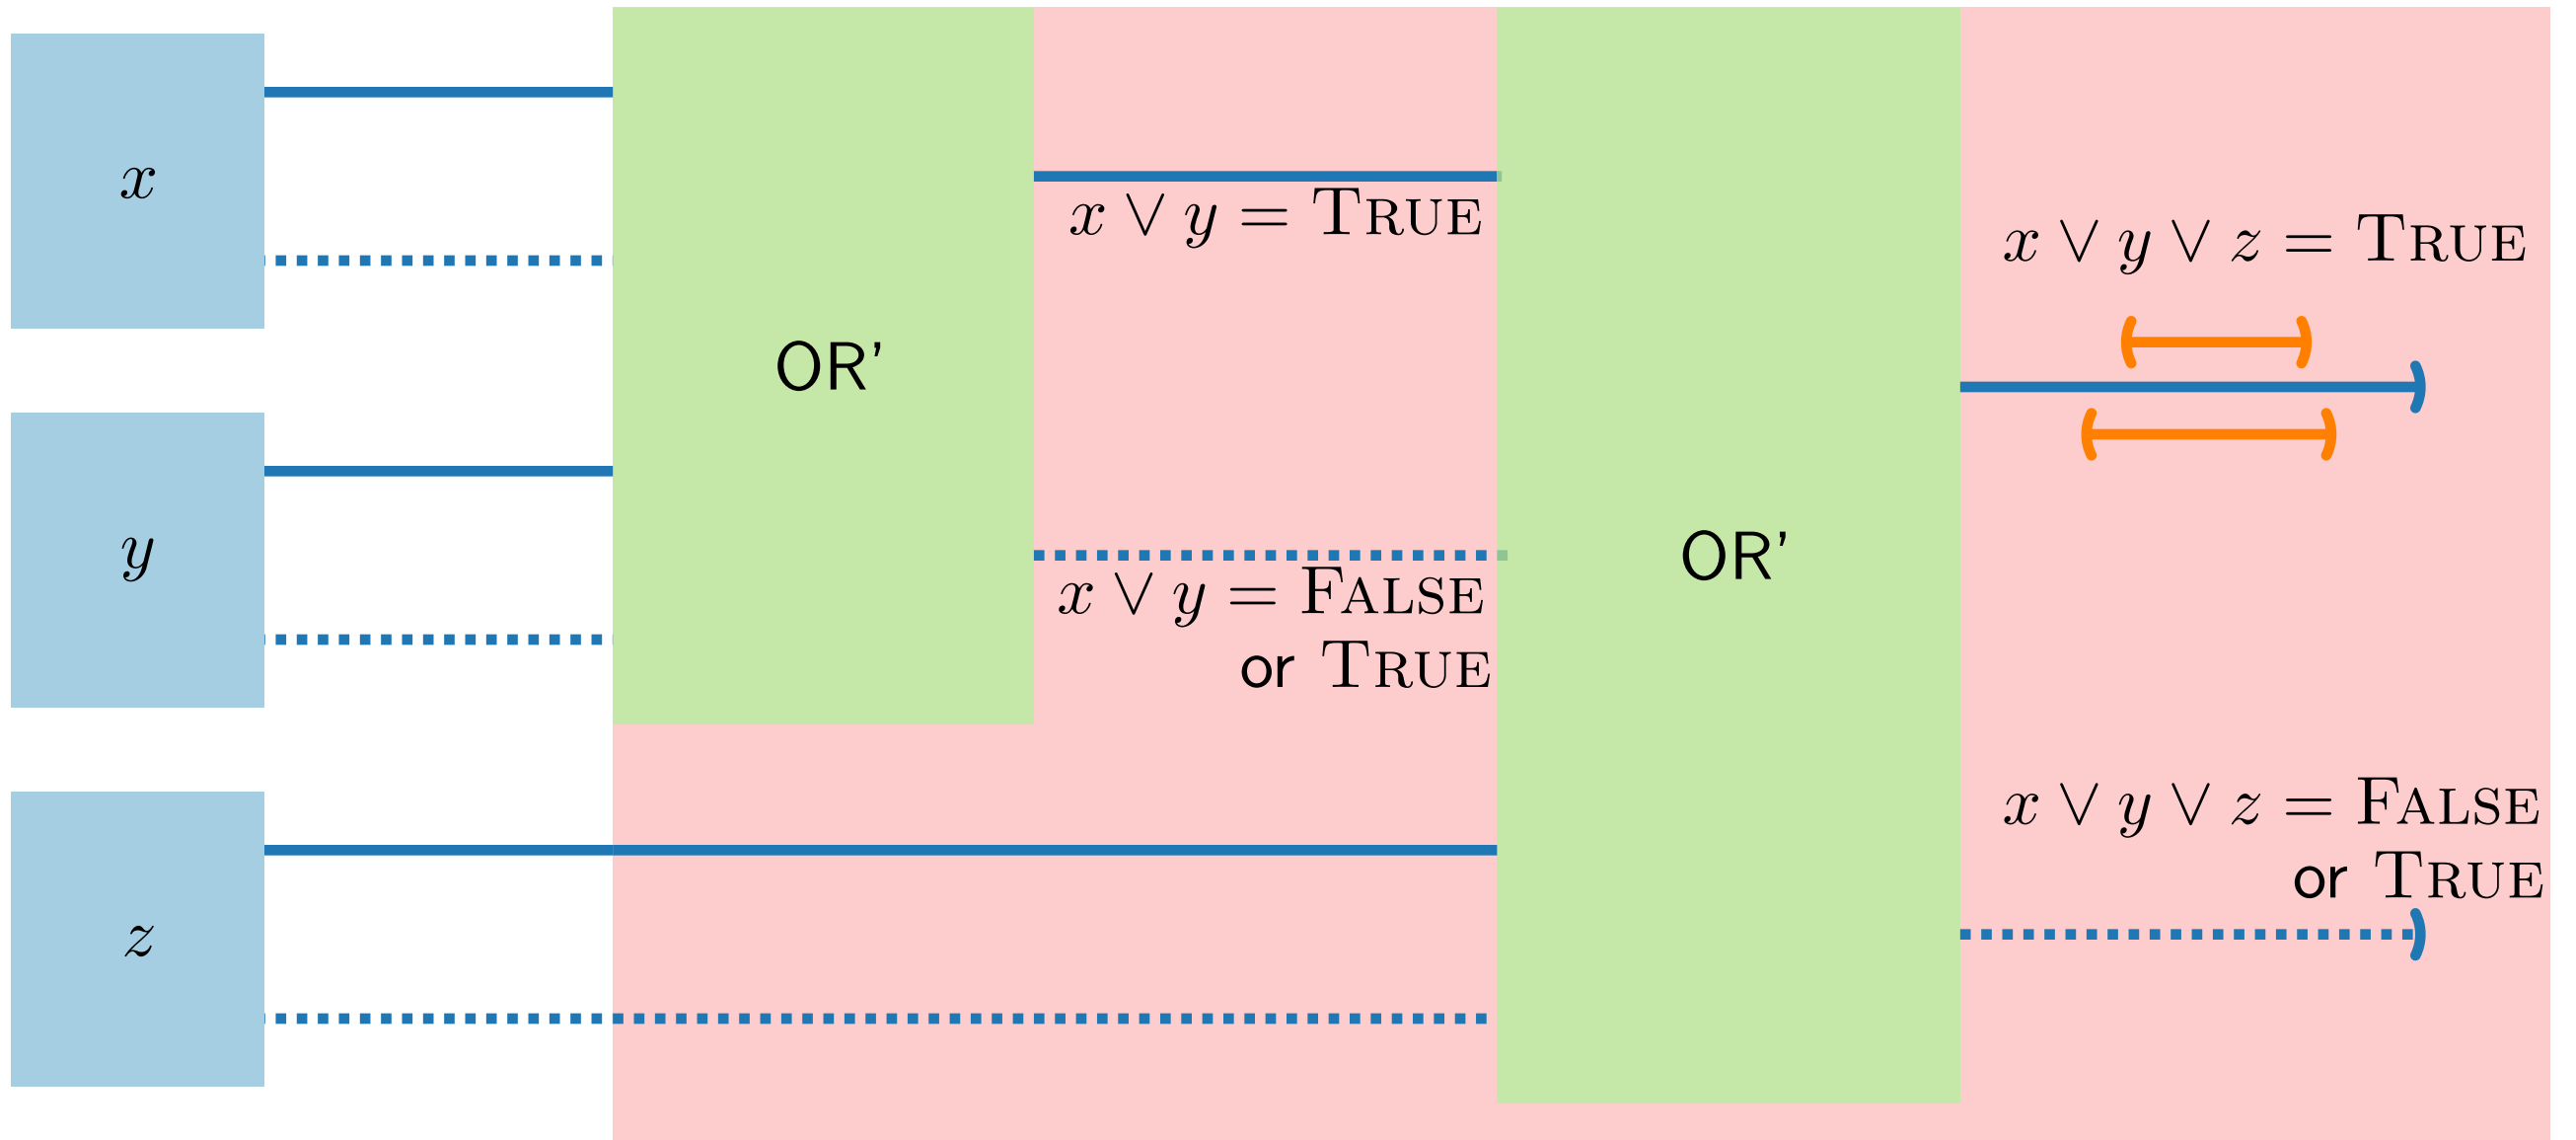 x
y
z
OR'
x ∨ y = TRUE
x ∨ y = FALSE
or TRUE
OR'
x ∨ y ∨ z = TRUE
x ∨ y ∨ z = FALSE
or TRUE